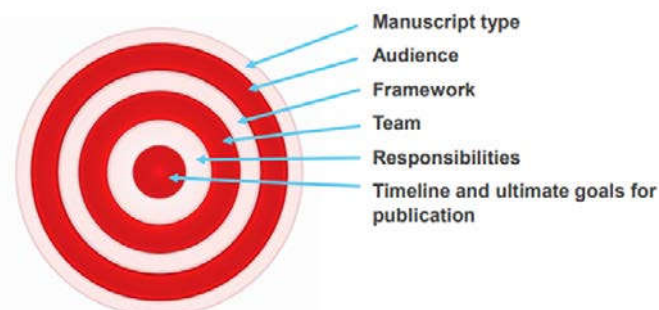 Manuscript type
Audience
Framework
Team
Responsibilities
Timeline and ultimate goals for
publication